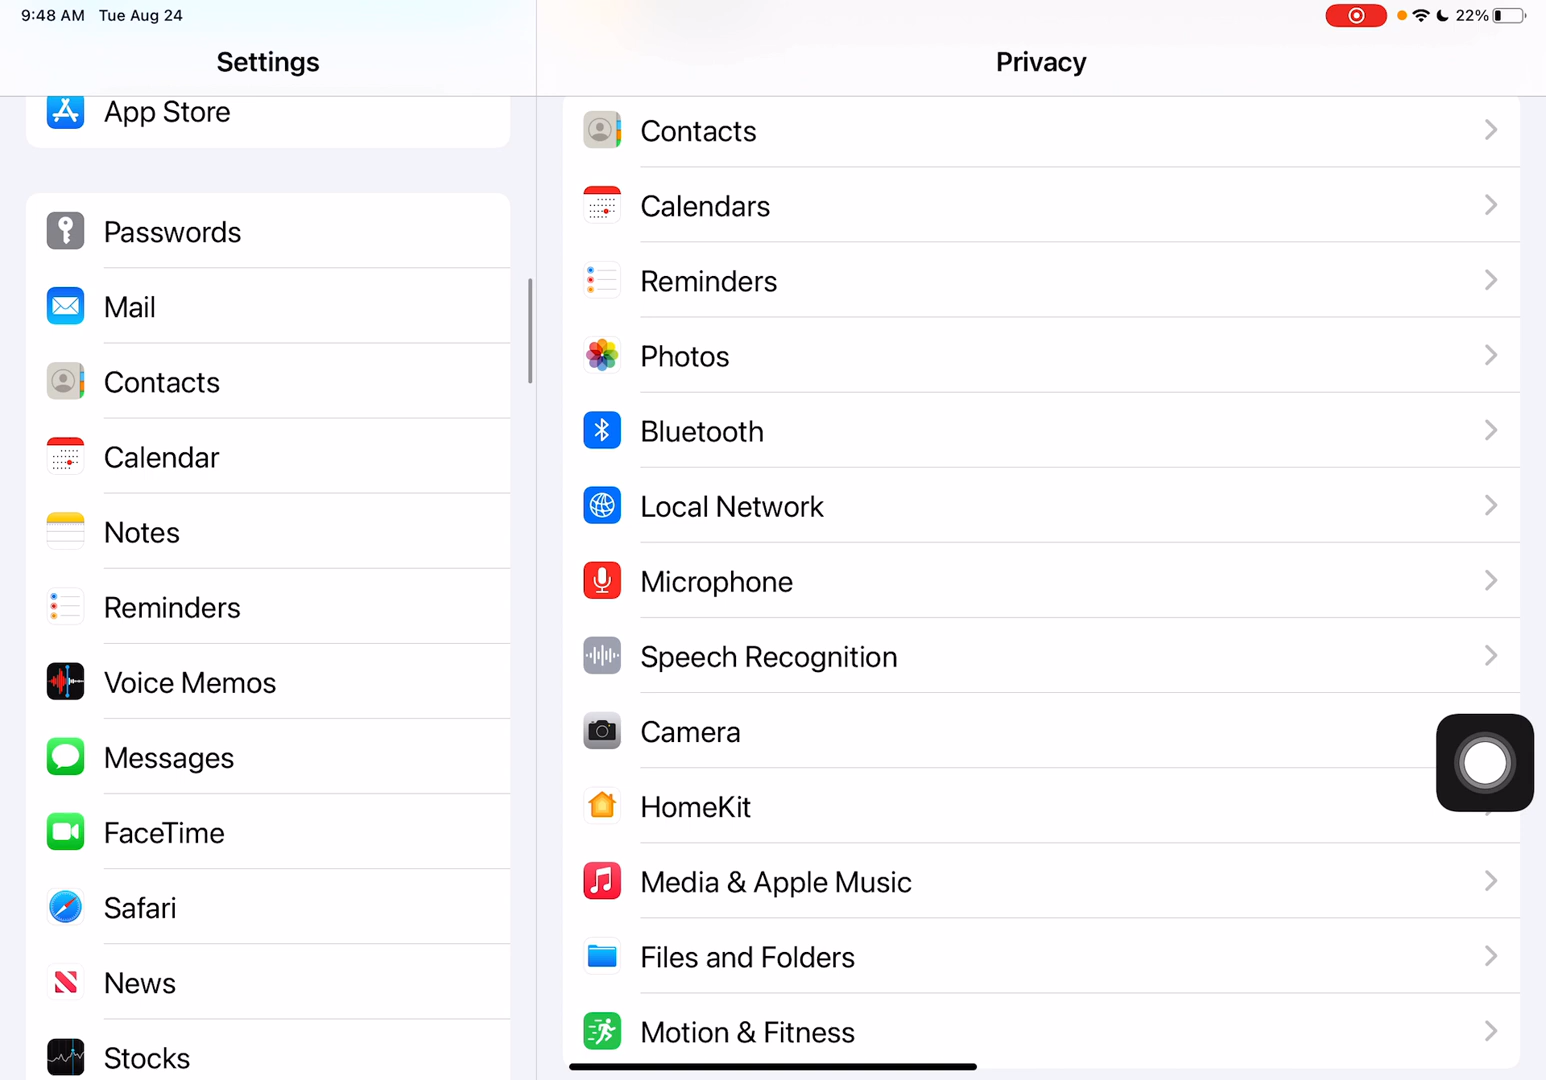 9:48 AM Tue Aug 24
22%
Settings
App Store
Passwords
Mail
Contacts
Calendar
Notes
Reminders
Voice Memos
Messages
FaceTime
Safari
News
Stocks
Privacy
Contacts
Calendars
Reminders
Photos
Bluetooth
Local Network
Microphone
Speech Recognition
Camera
HomeKit
Media & Apple Music
Files and Folders
Motion & Fitness